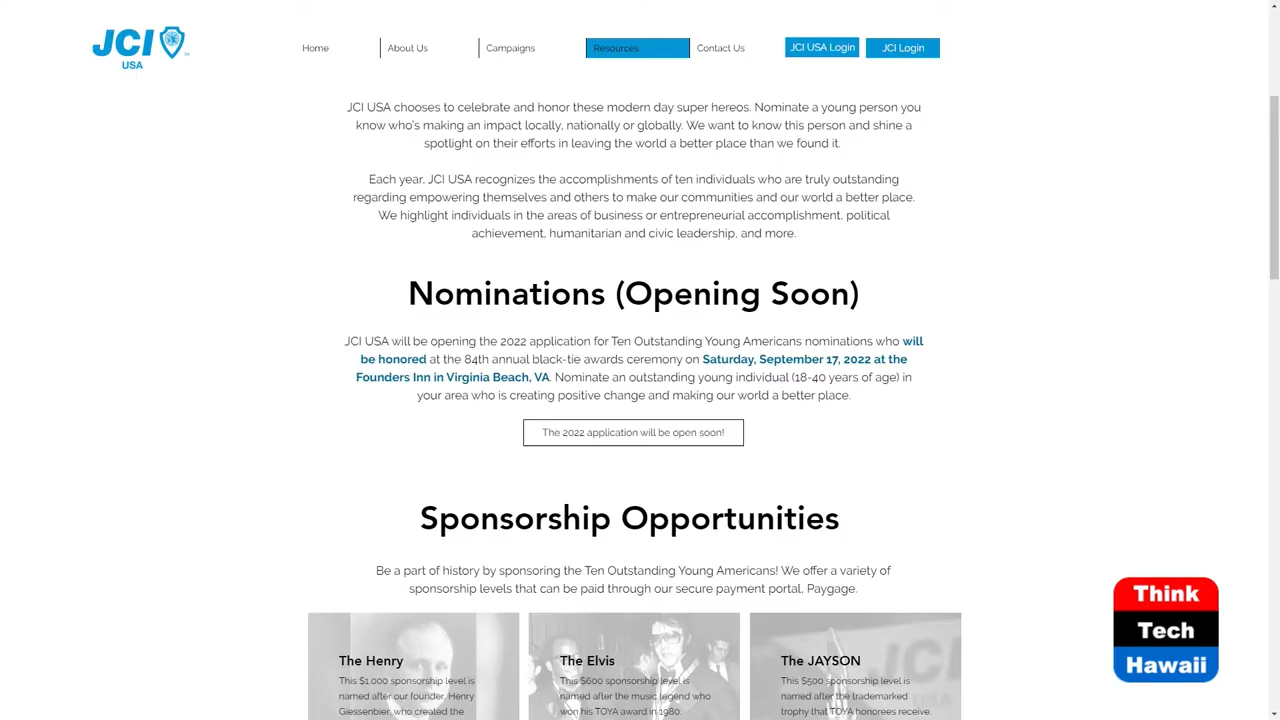 JCI
USA
Home
About Us
Campaigns
Resources
Contact Us
JCI USA Login
JCI Login
JCI USA chooses to celebrate and honor these modern day super hereos. Nominate a young person you
know who's making an impact locally, nationally or globally. We want to know this person and shine a
spotlight on their efforts in leaving the world a better place than we found it.
Each year, JCI USA recognizes the accomplishments of ten individuals who are truly outstanding
regarding empowering themselves and others to make our communities and our world a better place.
We highlight individuals in the areas of business or entrepreneurial accomplishment, political
achievement, humanitarian and civic leadership, and more.
Nominations (Opening Soon)
JCI USA will be opening the 2022 application for Ten Outstanding Young Americans nominations who will
be honored at the 84th annual black-tie awards ceremony on Saturday, September 17, 2022 at the
Founders Inn in Virginia Beach, VA. Nominate an outstanding young individual (18-40 years of age) in
your area who is creating positive change and making our world a better place.
The 2022 application will be open soon!
Sponsorship Opportunities
Be a part of history by sponsoring the Ten Outstanding Young Americans! We offer a variety of
sponsorship levels that can be paid through our secure payment portal, Paygage.
The Henry
This $1,000 sponsorship level is
named after our founder, Henry
Giessenbier, who created the
The Elvis
This $600 sponsorship level is
named after the music legend who
won his TOYA award in 1980.
The JAYSON
This $500 sponsorship level is
named after the trademarked
trophy that TOYA honorees receive.
Think
Tech
Hawaii